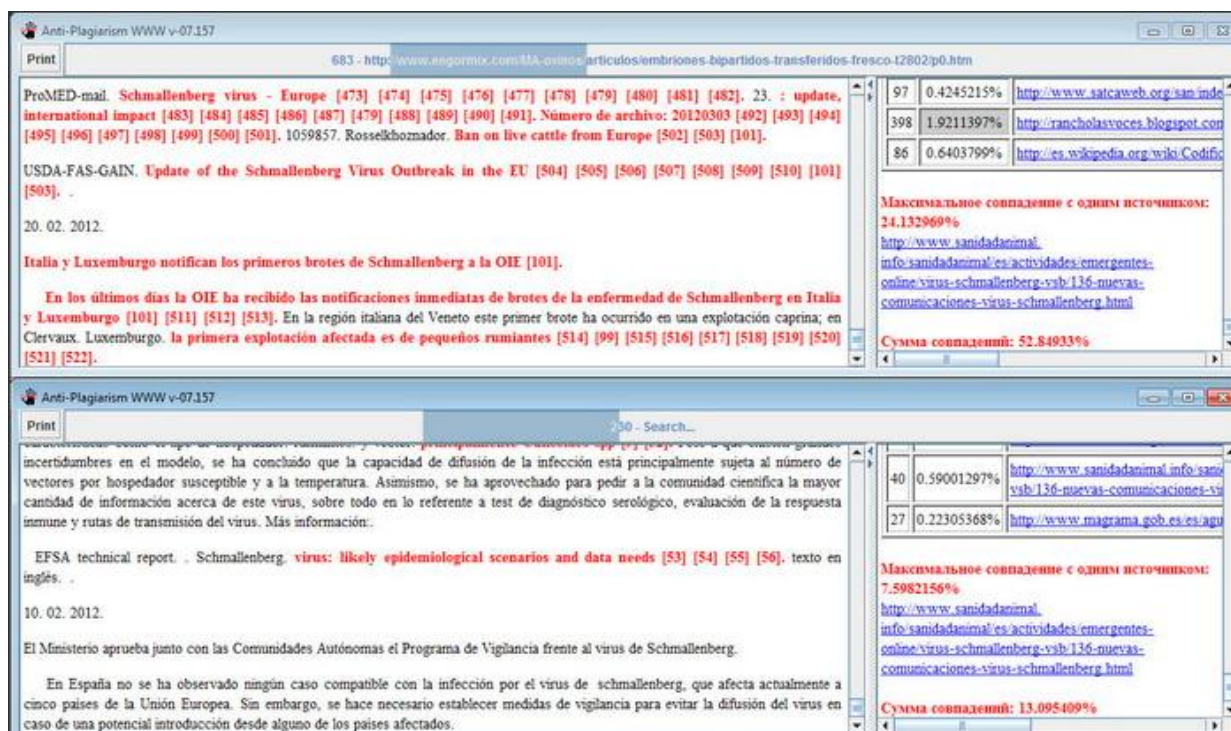 Anti-Plagiarism WWW v-07.157
Print
683 - http://www.engormix.com/MA-ovinos/articulos/embriones-bipartidos-transferidos-fresco-t2802/p0.htm
ProMED-mail. Schmallenberg virus - Europe [473] [474] [475] [476] [477] [478] [479] [480] [481] [482]. 23. : update,
international impact [483] [484] [485] [486] [487] [479] [488] [489] [490] [491]. Número de archivo: 20120303 [492] [493] [494]
[495] [496] [497] [498] [499] [500] [501]. 1059857. Rosselkhoznador. Ban on live cattle from Europe [502] [503] [101].
USDA-FAS-GAIN. Update of the Schmallenberg Virus Outbreak in the EU [504] [505] [506] [507] [508] [509] [510] [101]
[503]. .
20. 02. 2012.
Italia y Luxemburgo notifican los primeros brotes de Schmallenberg a la OIE [101].
En los últimos días la OIE ha recibido las notificaciones inmediatas de brotes de la enfermedad de Schmallenberg en Italia
y Luxemburgo [101] [511] [512] [513]. En la región italiana del Veneto este primer brote ha ocurrido en una explotación caprina; en
Clervaux. Luxemburgo. la primera explotación afectada es de pequeños rumiantes [514] [99] [515] [516] [517] [518] [519] [520]
[521] [522].
97 0.4245215% http://www.satcaweb.org/san/inde
398 1.9211397% http://rancholasvoces.blogspot.con
86 0.6403799% http://es.wikipedia.org/wiki/Codific
Максимальное совпадение с одним источником:
24.132969%
http://www.sanidadanimal.
info/sanidadanimal/es/actividades/emergentes-
online/virus-schmallenberg-vsb/136-nuevas-
comunicaciones-virus-schmallenberg.html
Сумма совпадений: 52.84933%
Anti-Plagiarism WWW v-07.157
Print
230 - Search...
incertidumbres en el modelo, se ha concluido que la capacidad de difusión de la infección está principalmente sujeta al número de
vectores por hospedador susceptible y a la temperatura. Asimismo, se ha aprovechado para pedir a la comunidad científica la mayor
cantidad de información acerca de este virus, sobre todo en lo referente a test de diagnóstico serológico, evaluación de la respuesta
inmune y rutas de transmisión del virus. Más información:.
EFSA technical report. . Schmallenberg. virus: likely epidemiological scenarios and data needs [53] [54] [55] [56]. texto en
inglés. .
10. 02. 2012.
El Ministerio aprueba junto con las Comunidades Autónomas el Programa de Vigilancia frente al virus de Schmallenberg.
En España no se ha observado ningún caso compatible con la infección por el virus de schmallenberg, que afecta actualmente a
cinco países de la Unión Europea. Sin embargo, se hace necesario establecer medidas de vigilancia para evitar la difusión del virus en
caso de una potencial introducción desde alguno de los países afectados.
40 0.59001297% http://www.sanidadanimal.info/sani
vsb/136-nuevas-comunicaciones-vi
27 0.22305368% http://www.magrama.gob.es/es/agu
Максимальное совпадение с одним источником:
7.5982156%
http://www.sanidadanimal.
info/sanidadanimal/es/actividades/emergentes-
online/virus-schmallenberg-vsb/136-nuevas-
comunicaciones-virus-schmallenberg.html
Сумма совпадений: 13.095409%